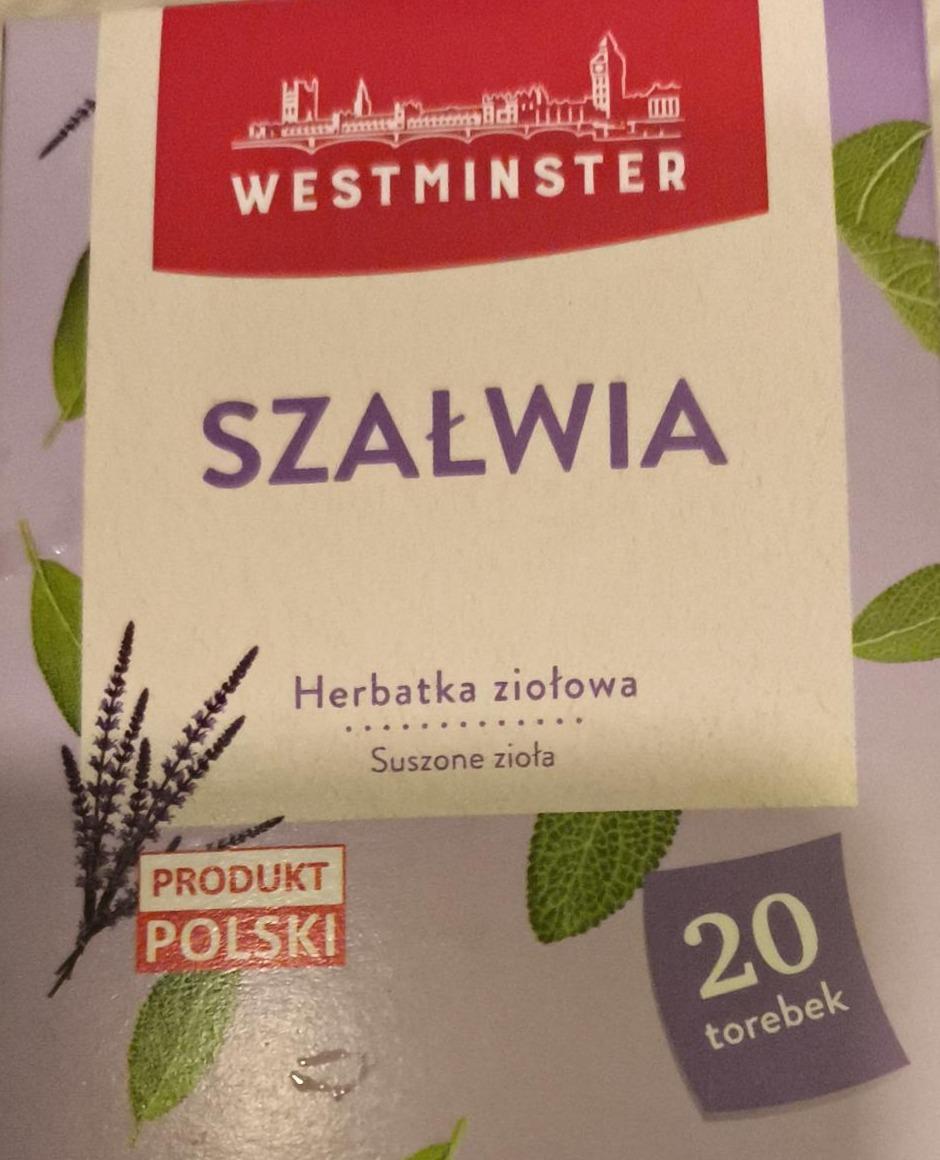 WESTMINSTER
SZAŁWIA
Herbatka ziołowa
Suszone zioła
PRODUKT
POLSKI
20
torebek